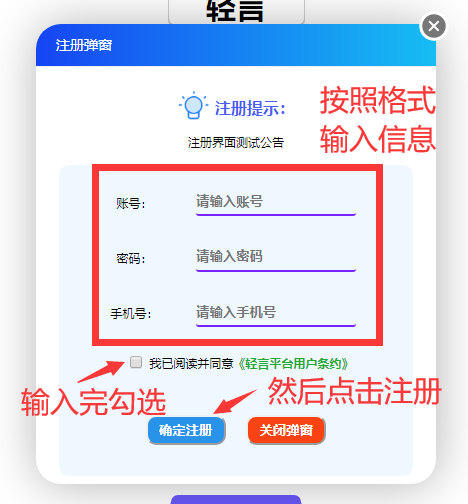 轻言
注册弹窗
注册提示：
按照格式
输入信息
注册界面测试公告
账号： 请输入账号
密码： 请输入密码
手机号： 请输入手机号
我已阅读并同意《轻言平台用户条约》
输入完勾选
然后点击注册
确定注册 关闭弹窗